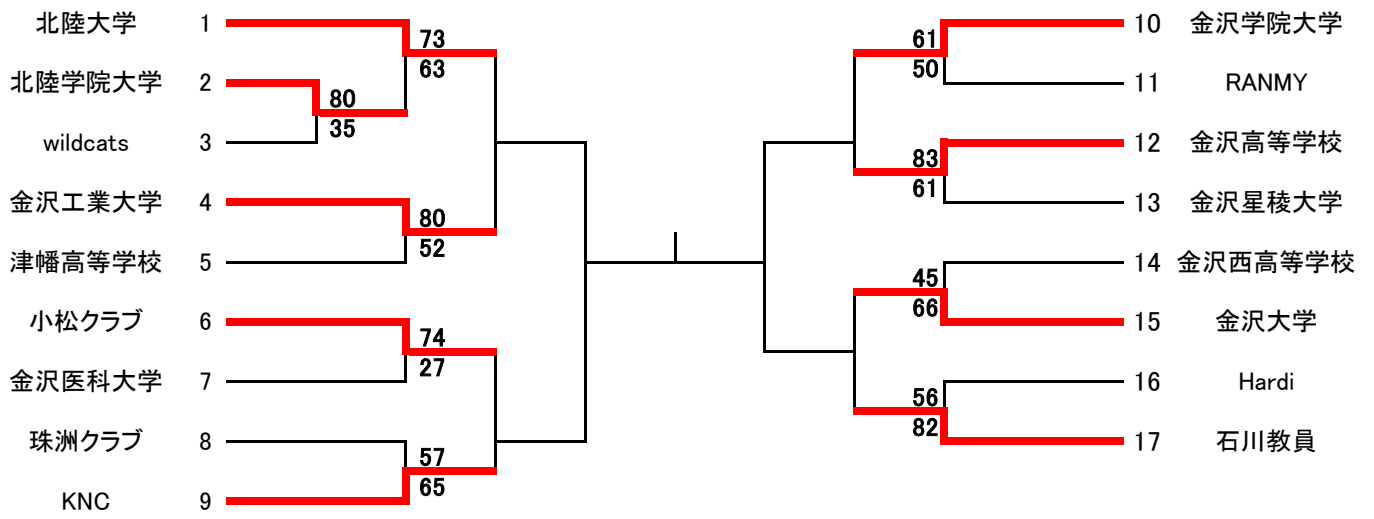 北陸大学 1
北陸学院大学 2
wildcats 3
金沢工業大学 4
津幡高等学校 5
小松クラブ 6
金沢医科大学 7
珠洲クラブ 8
KNC 9
73
63
80
35
80
52
74
27
57
65
61
50
83
61
45
66
56
82
10 金沢学院大学
11 RANMY
12 金沢高等学校
13 金沢星稜大学
14 金沢西高等学校
15 金沢大学
16 Hardi
17 石川教員